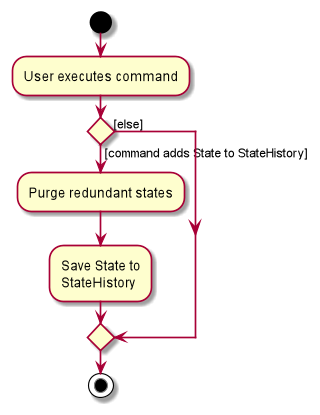 User executes command
[else]
[command adds State to StateHistory]
Purge redundant states
Save State to
StateHistory